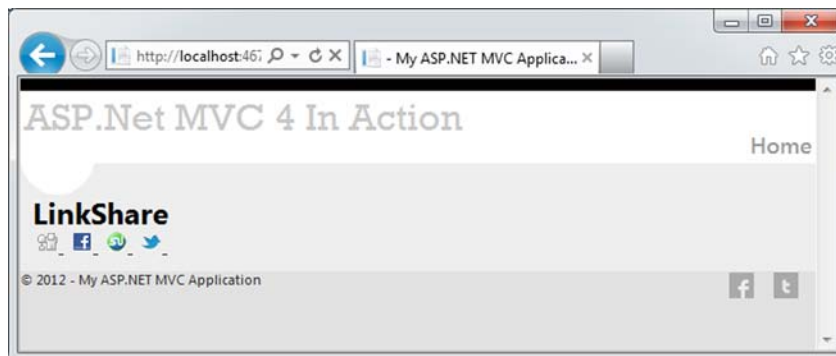 http://localhost:467
- My ASP.NET MVC Applica...
ASP.Net MVC 4 In Action
Home
LinkShare
© 2012 - My ASP.NET MVC Application